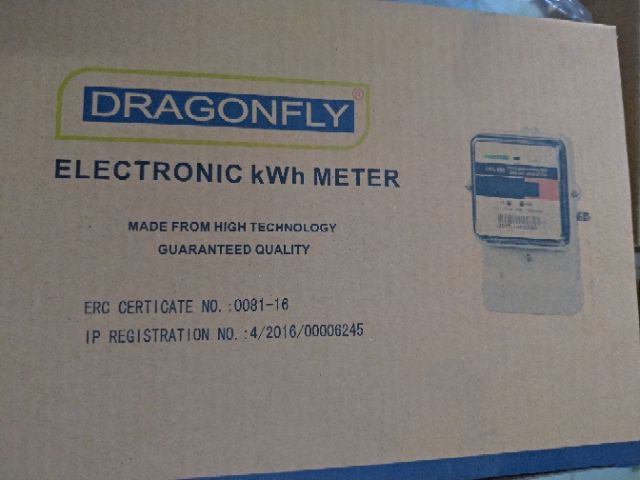 DRAGONFLY®
ELECTRONIC kWh METER
MADE FROM HIGH TECHNOLOGY
GUARANTEED QUALITY
ERC CERTICATE NO.:0081-16
IP REGISTRATION NO.:4/2016/00006245